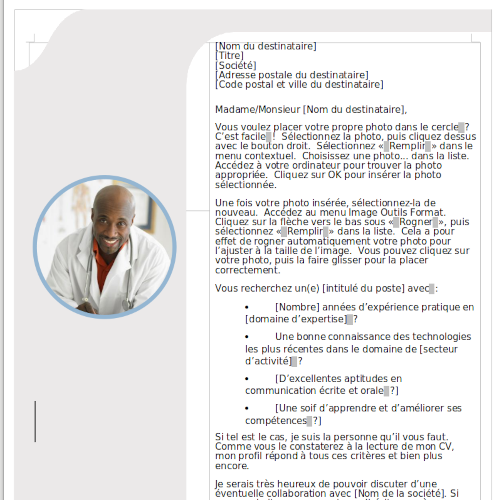 [Nom du destinataire]
[Titre]
[Société]
[Adresse postale du destinataire]
[Code postal et ville du destinataire]
Madame/Monsieur [Nom du destinataire],
Vous voulez placer votre propre photo dans le cercle ?
C’est facile ! Sélectionnez la photo, puis cliquez dessus
avec le bouton droit. Sélectionnez « Remplir » dans le
menu contextuel. Choisissez une photo... dans la liste.
Accédez à votre ordinateur pour trouver la photo
appropriée. Cliquez sur OK pour insérer la photo
sélectionnée.
Une fois votre photo insérée, sélectionnez-la de
nouveau. Accédez au menu Image Outils Format.
Cliquez sur la flèche vers le bas sous « Rogner », puis
sélectionnez « Remplir » dans la liste. Cela a pour
effet de rogner automatiquement votre photo pour
l’ajuster à la taille de l’image. Vous pouvez cliquez sur
votre photo, puis la faire glisser pour la placer
correctement.
Vous recherchez un(e) [intitulé du poste] avec :
• [Nombre] années d’expérience pratique en
[domaine d’expertise] ?
• Une bonne connaissance des technologies
les plus récentes dans le domaine de [secteur
d’activité] ?
• [D’excellentes aptitudes en
communication écrite et orale ?]
• [Une soif d’apprendre et d’améliorer ses
compétences ?]
Si tel est le cas, je suis la personne qu’il vous faut.
Comme vous le constaterez à la lecture de mon CV,
mon profil répond à tous ces critères et bien plus
encore.
Je serais très heureux de pouvoir discuter d’une
éventuelle collaboration avec [Nom de la société]. Si